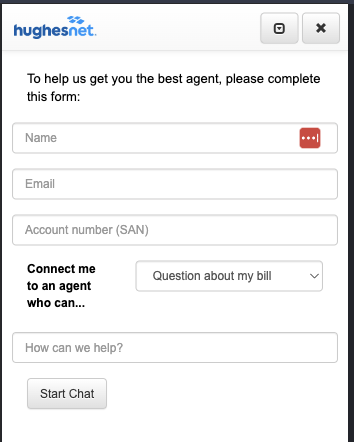 hughesnet.
To help us get you the best agent, please complete
this form:
Name
Email
Account number (SAN)
Connect me
to an agent
who can...
Question about my bill
How can we help?
Start Chat